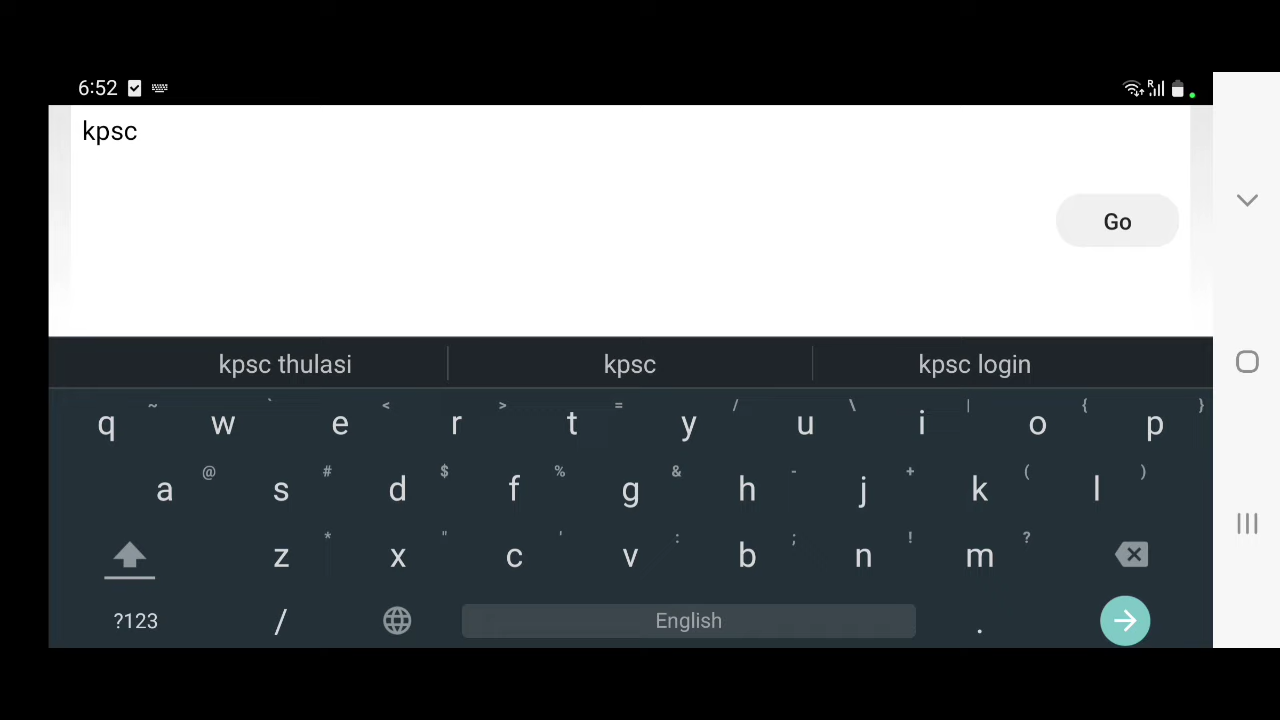 6:52
R
kpsc
Go
kpsc thulasi kpsc kpsc login
~ ` < > = / \ | { }
q w e r t y u i o p
@ # $ % & - + ( )
a s d f g h j k l
* " ' : ; ! ?
z x c v b n m
?123 / English .